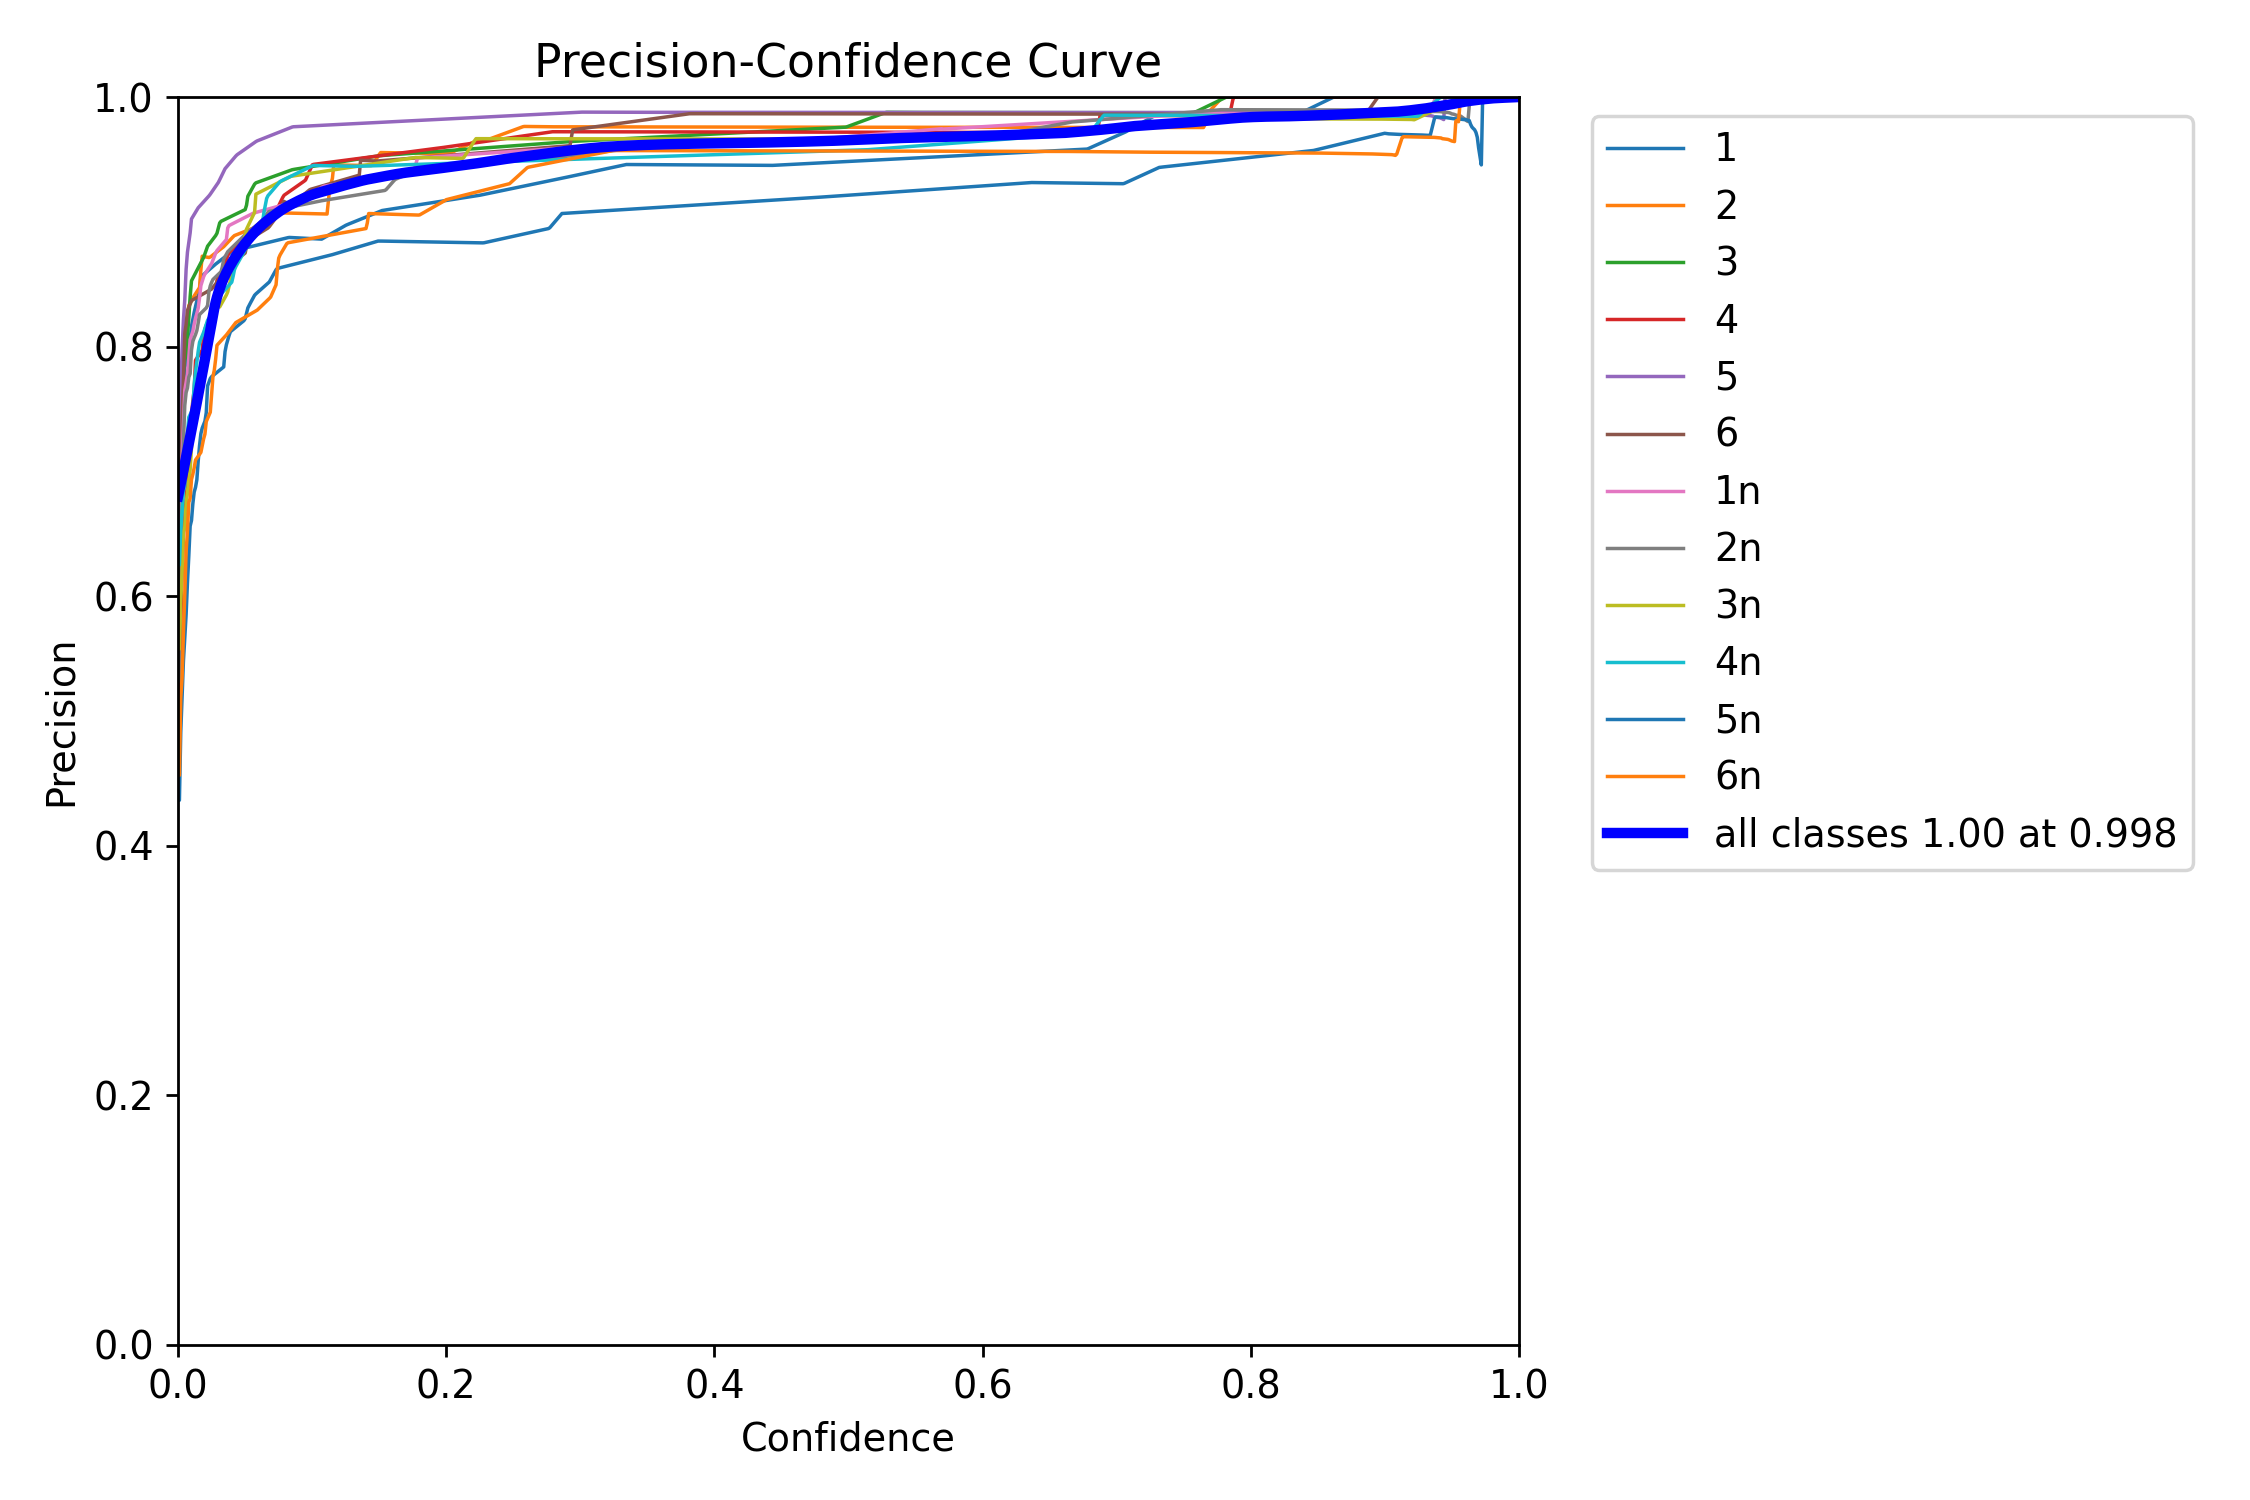 Precision-Confidence Curve
1.0
0.8
0.6
0.4
0.2
0.0
Precision
0.0 0.2 0.4 0.6 0.8 1.0
Confidence
1
2
3
4
5
6
1n
2n
3n
4n
5n
6n
all classes 1.00 at 0.998